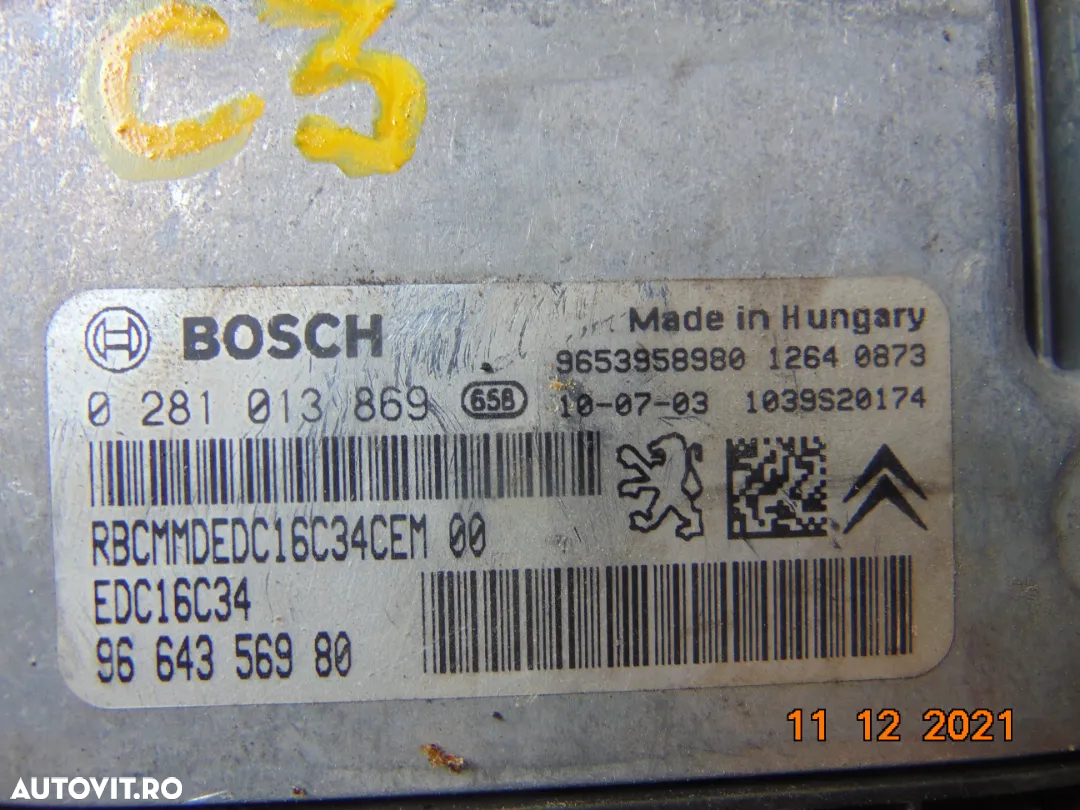 C3
BOSCH
Made in Hungary
9653958980 1264 0873
0 281 013 869 658
10-07-03 1039S20174
RBCMMDEDC16C34CEM 00
EDC16C34
96 643 569 80
11 12 2021
AUTOVIT.RO